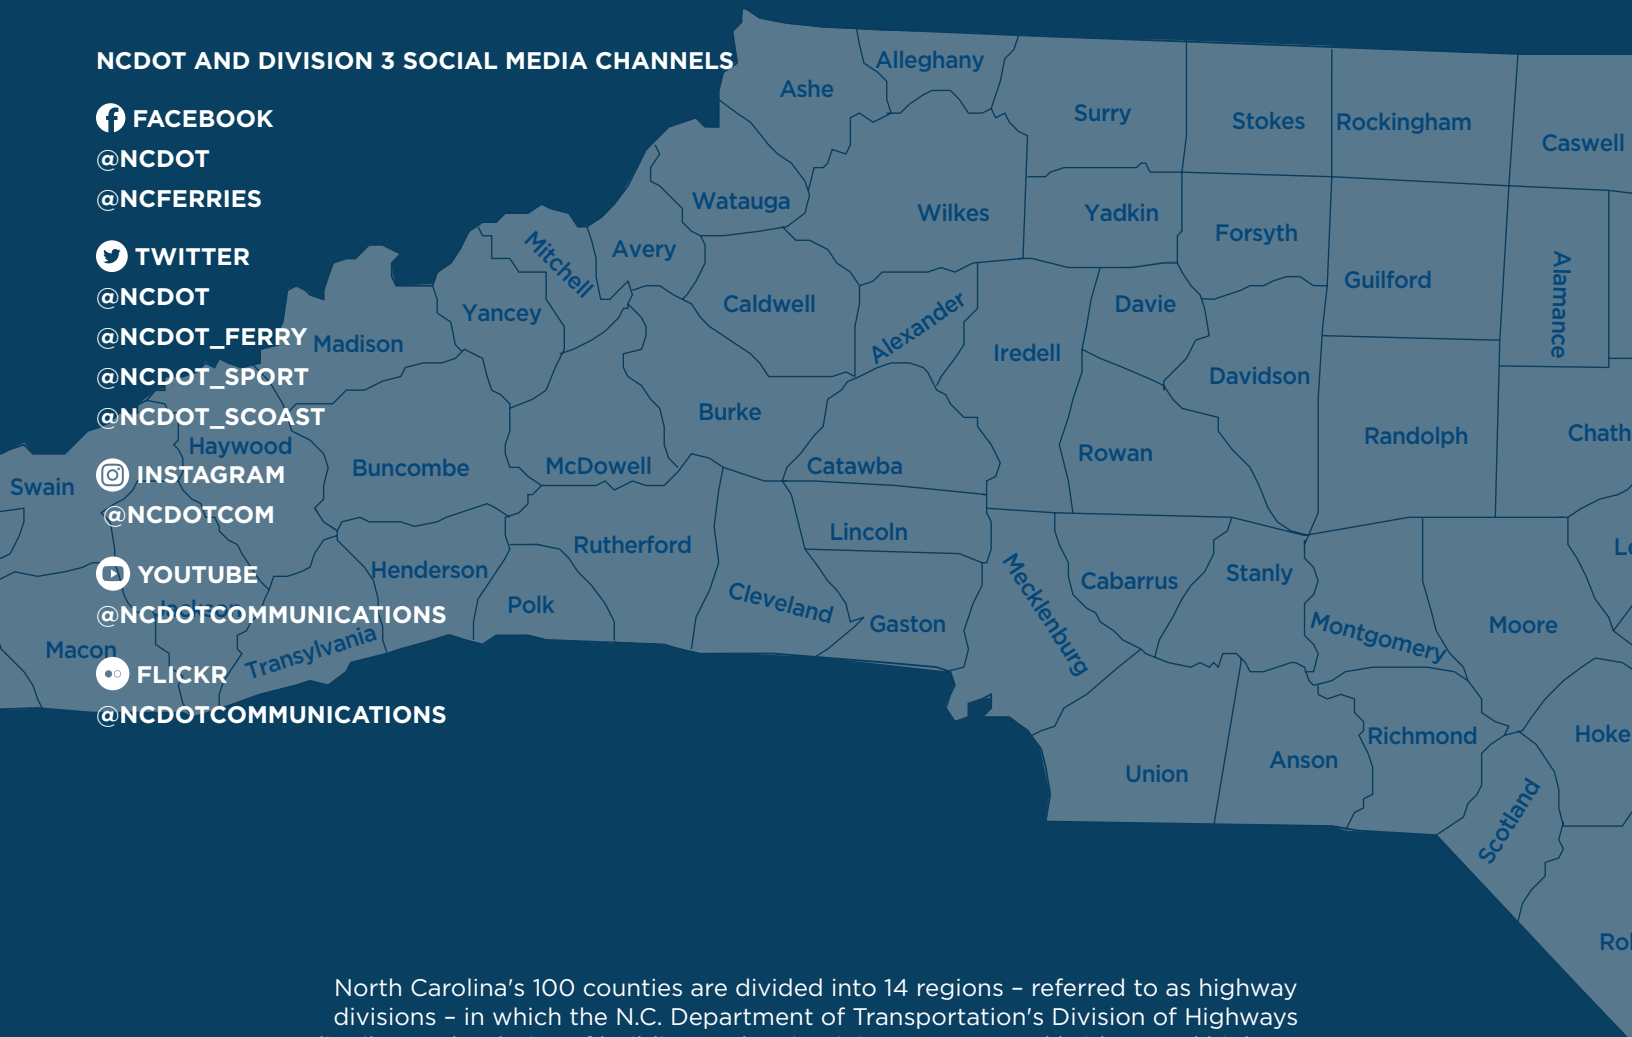 NCDOT AND DIVISION 3 SOCIAL MEDIA CHANNELS
FACEBOOK
@NCDOT
@NCFERRIES
TWITTER
@NCDOT
@NCDOT_FERRY
@NCDOT_SPORT
@NCDOT_SCOAST
INSTAGRAM
@NCDOTCOM
YOUTUBE
@NCDOTCOMMUNICATIONS
FLICKR
@NCDOTCOMMUNICATIONS
Ashe
Alleghany
Surry
Stokes
Rockingham
Caswell
Watauga
Wilkes
Yadkin
Forsyth
Guilford
Alamance
Mitchell
Avery
Yancey
Caldwell
Alexander
Davie
Iredell
Madison
Davidson
Burke
Randolph
Chath
Haywood
Buncombe
McDowell
Catawba
Rowan
Swain
Lincoln
Rutherford
Henderson
Polk
Cleveland
Gaston
Mecklenburg
Cabarrus
Stanly
Montgomery
Moore
Le
Jackson
Macon
Transylvania
Union
Anson
Richmond
Hoke
Scotland
Rol
North Carolina's 100 counties are divided into 14 regions – referred to as highway
divisions – in which the N.C. Department of Transportation's Division of Highways